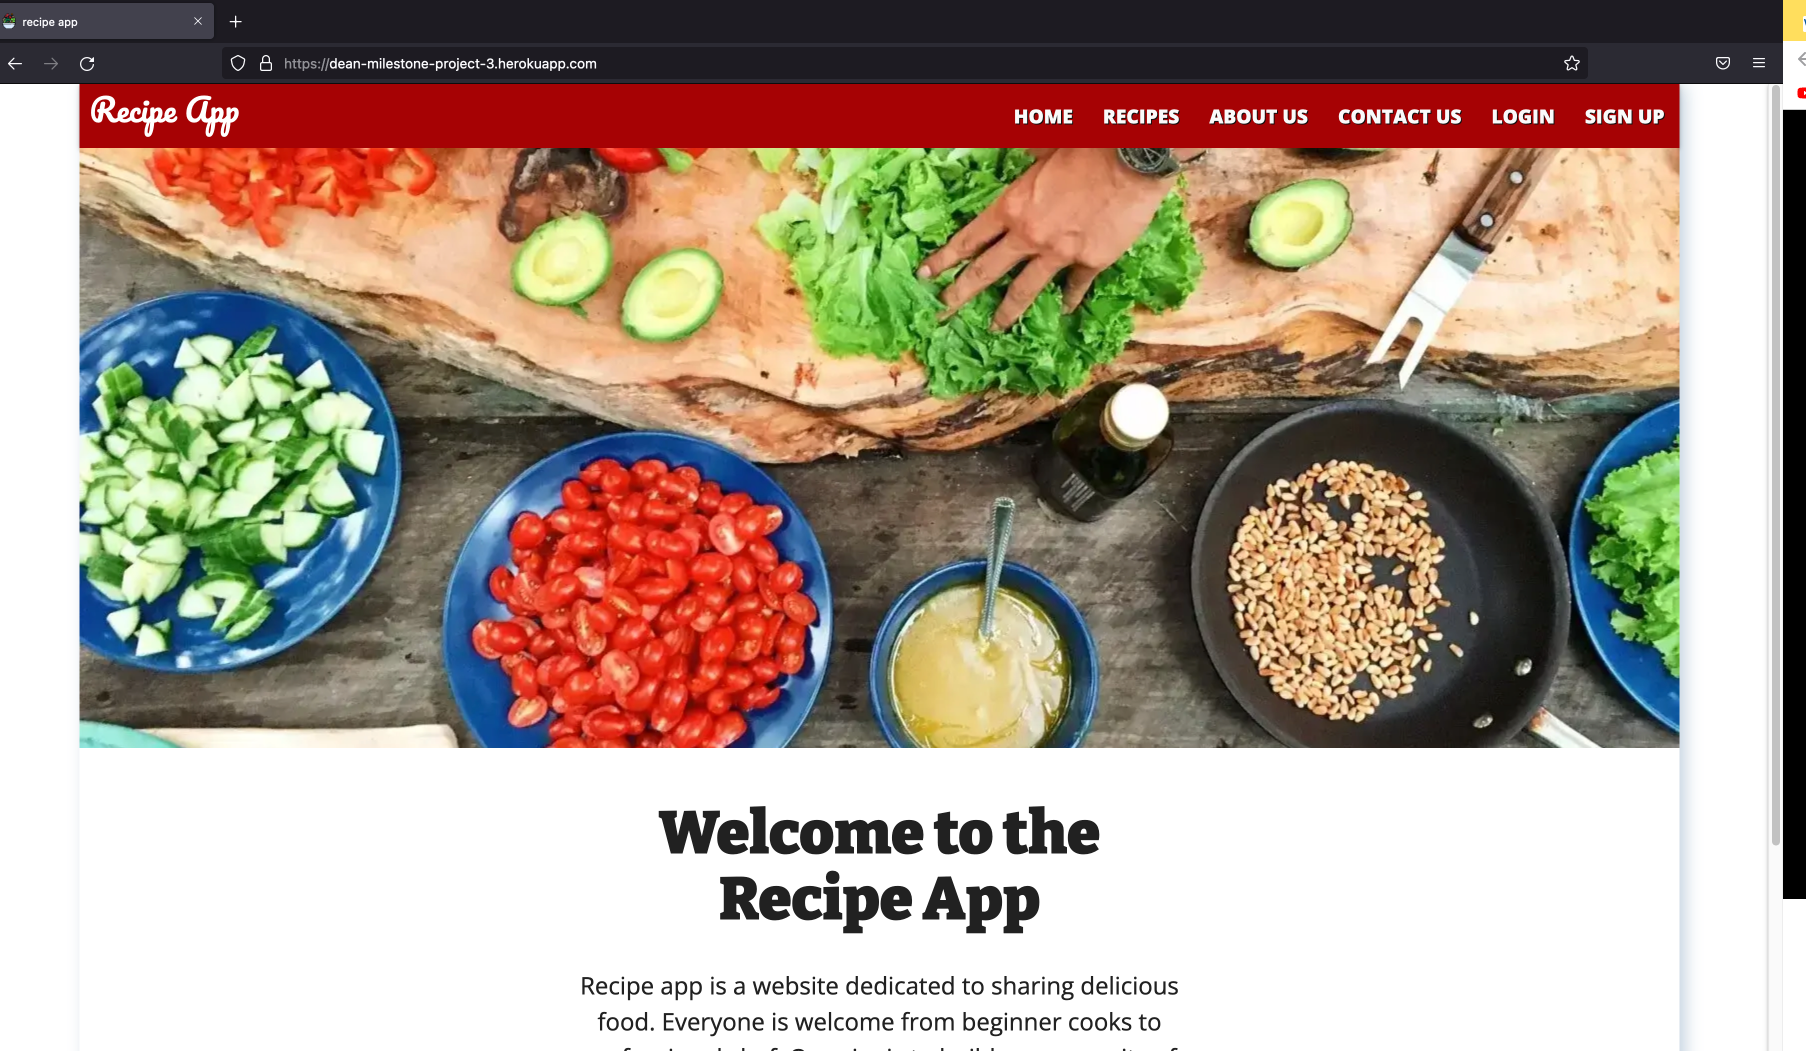 recipe app
https://dean-milestone-project-3.herokuapp.com
Recipe App
HOME RECIPES ABOUT US CONTACT US LOGIN SIGN UP
Welcome to the
Recipe App
Recipe app is a website dedicated to sharing delicious
food. Everyone is welcome from beginner cooks to